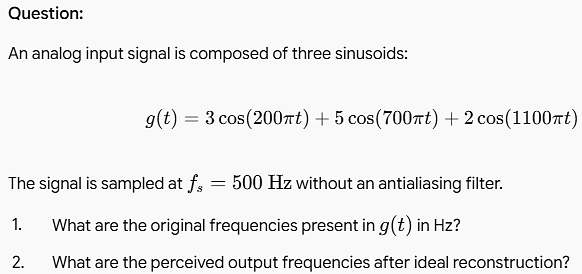 Question:
An analog input signal is composed of three sinusoids:
g(t) = 3 cos(200πt) + 5 cos(700πt) + 2 cos(1100πt)
The signal is sampled at fₛ = 500 Hz without an antialiasing filter.
1. What are the original frequencies present in g(t) in Hz?
2. What are the perceived output frequencies after ideal reconstruction?